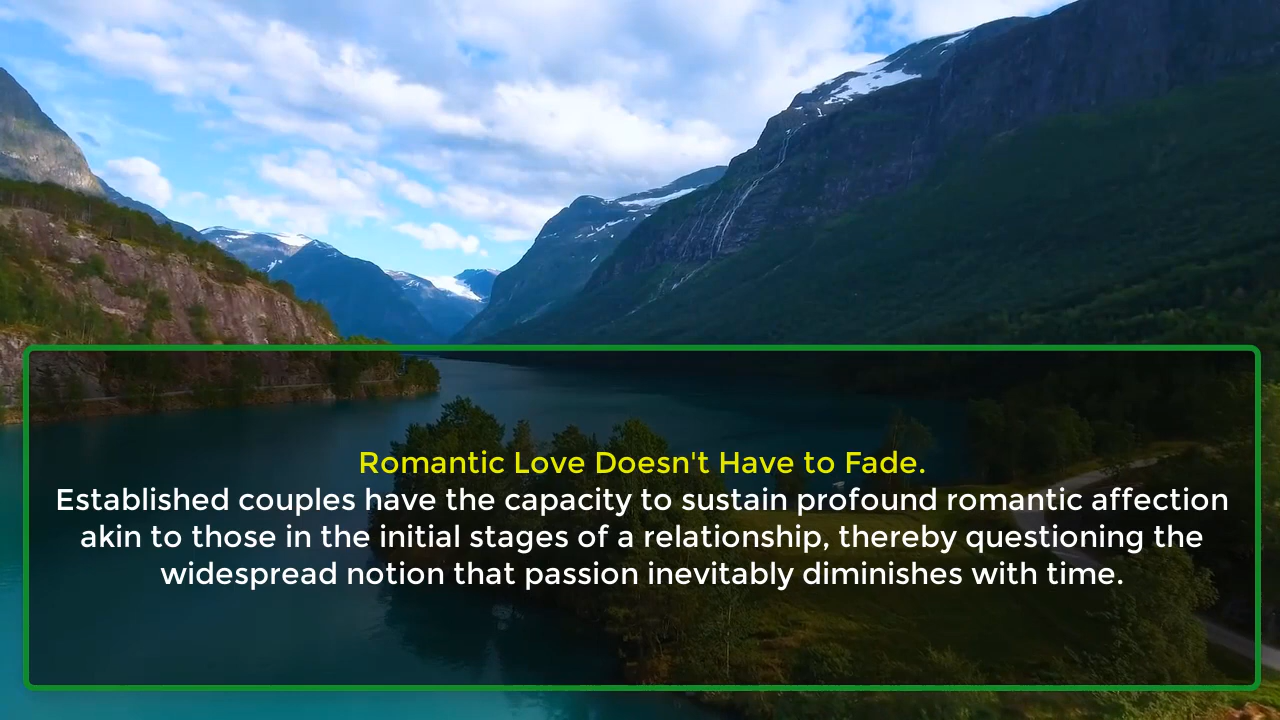 Romantic Love Doesn't Have to Fade.
Established couples have the capacity to sustain profound romantic affection
akin to those in the initial stages of a relationship, thereby questioning the
widespread notion that passion inevitably diminishes with time.